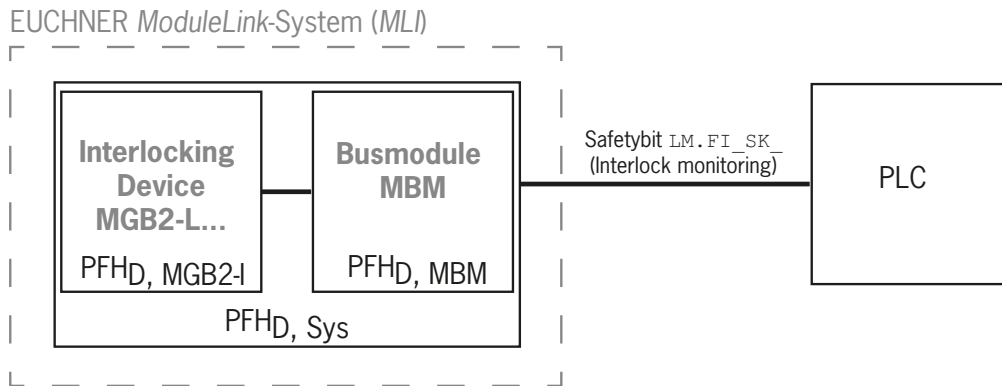 EUCHNER ModuleLink-System (MLI)
Interlocking
Device
MGB2-L...
PFHD, MGB2-I
Busmodule
MBM
PFHD, MBM
PFHD, Sys
Safetybit LM.FI_SK_
(Interlock monitoring)
PLC